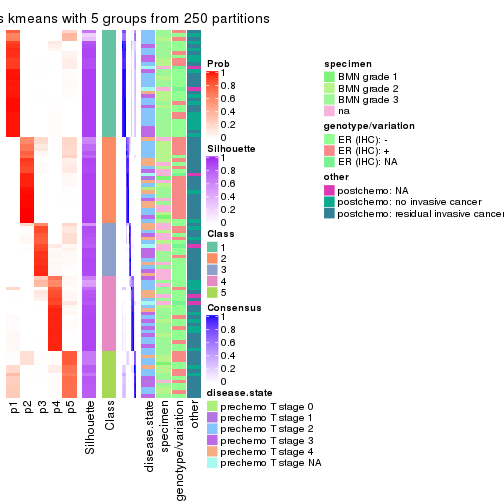 s kmeans with 5 groups from 250 partitions
Prob
1
0.8
0.6
0.4
0.2
0
Silhouette
1
0.8
0.6
0.4
0.2
0
Class
1
2
3
4
5
Consensus
1
0.8
0.6
0.4
0.2
0
disease.state
prechemo T stage 0
prechemo T stage 1
prechemo T stage 2
prechemo T stage 3
prechemo T stage 4
prechemo T stage NA
specimen
BMN grade 1
BMN grade 2
BMN grade 3
na
genotype/variation
ER (IHC): -
ER (IHC): +
ER (IHC): NA
other
postchemo: NA
postchemo: no invasive cancer
postchemo: residual invasive cancer
p1
p2
p3
p4
p5
Silhouette
Class
disease.state
specimen
genotype/variation
other